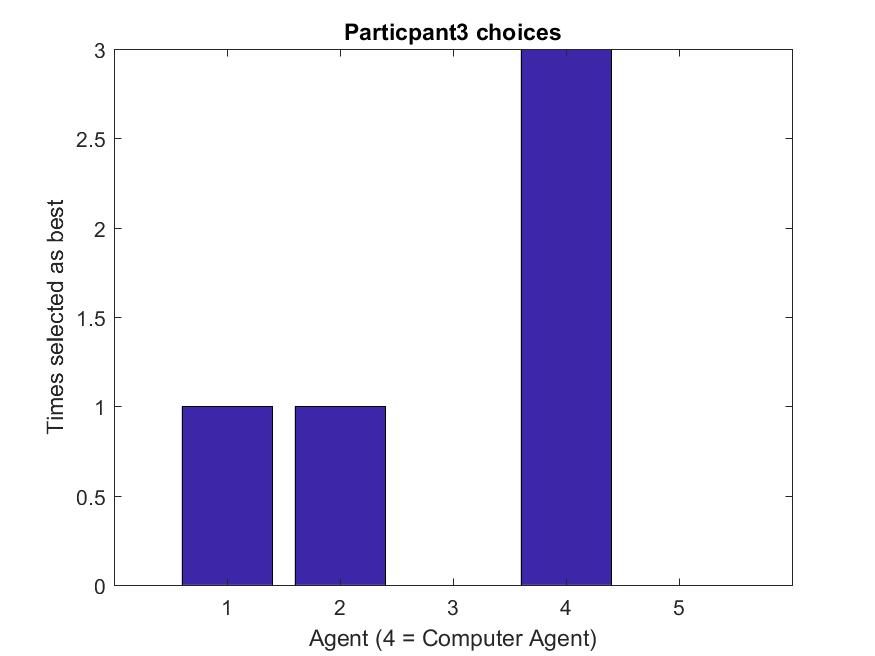 Particpant3 choices
3
2.5
2
1.5
1
0.5
0
Times selected as best
1 2 3 4 5
Agent (4 = Computer Agent)